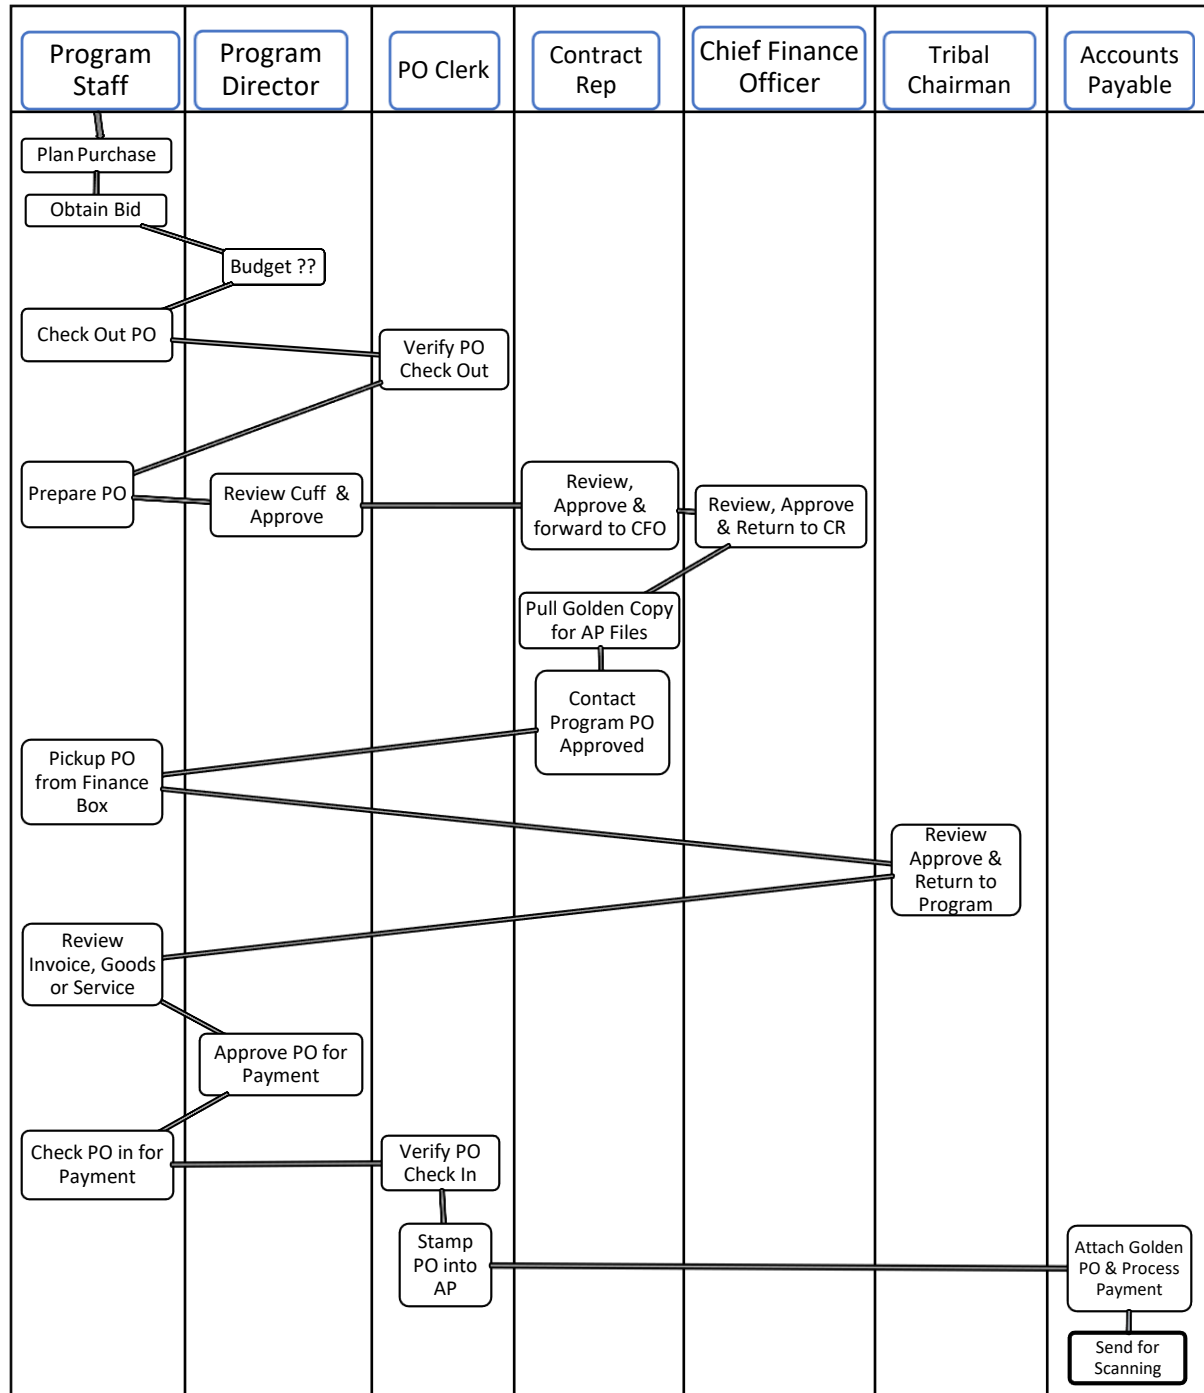 Program
Staff
Program
Director
PO Clerk
Contract
Rep
Chief Finance
Officer
Tribal
Chairman
Accounts
Payable
Plan Purchase
Obtain Bid
Budget ??
Check Out PO
Verify PO
Check Out
Prepare PO
Review Cuff & 
Approve
Review,
Approve &
forward to CFO
Review, Approve
& Return to CR
Pull Golden Copy
for AP Files
Contact
Program PO
Approved
Pickup PO
from Finance
Box
Review
Approve &
Return to
Program
Review
Invoice, Goods
or Service
Approve PO for
Payment
Check PO in for
Payment
Verify PO
Check In
Stamp
PO into
AP
Attach Golden
PO & Process
Payment
Send for
Scanning